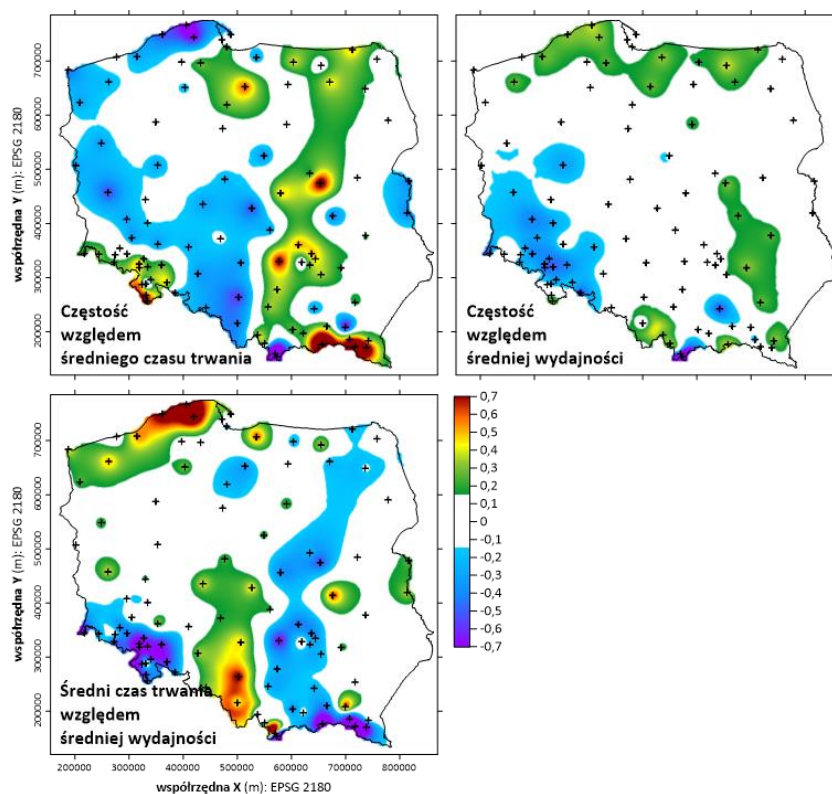 współrzędna Y (m): EPSG 2180
700000
600000
500000
400000
300000
200000
Częstość
względem
średniego czasu trwania
Częstość
względem
średniej wydajności
współrzędna Y (m): EPSG 2180
700000
600000
500000
400000
300000
200000
Średni czas trwania
względem
średniej wydajności
0,7
0,6
0,5
0,4
0,3
0,2
0,1
0
-0,1
-0,2
-0,3
-0,4
-0,5
-0,6
-0,7
200000 300000 400000 500000 600000 700000 800000
współrzędna X (m): EPSG 2180